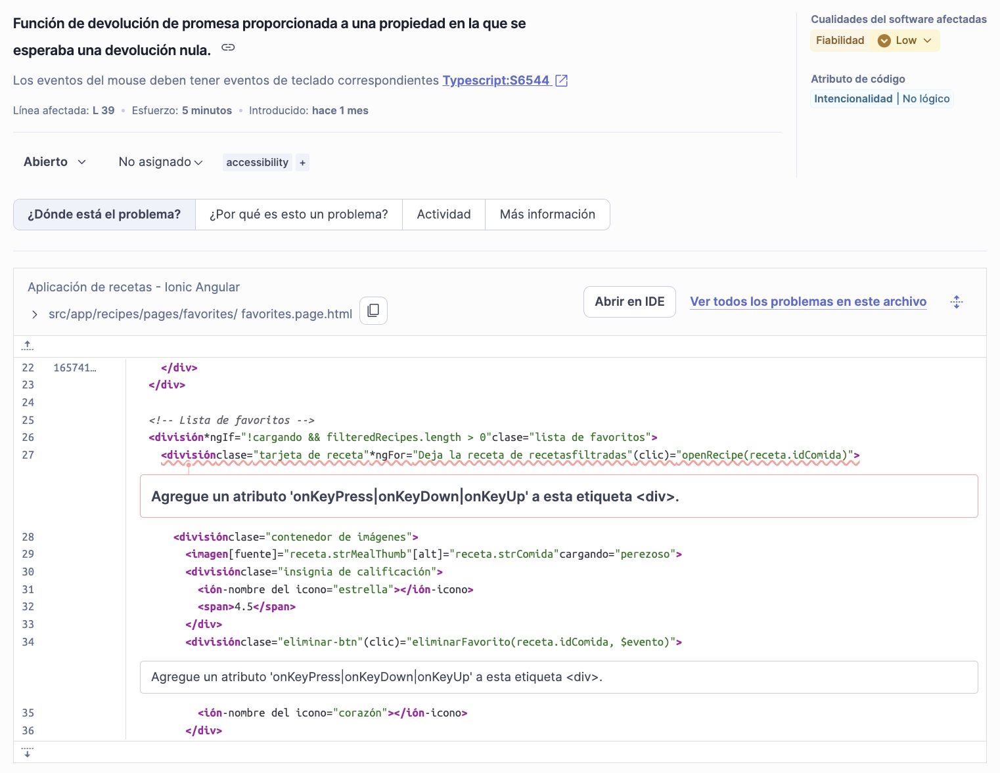 Función de devolución de promesa proporcionada a una propiedad en la que se
esperaba una devolución nula.
Los eventos del mouse deben tener eventos de teclado correspondientes Typescript:S6544
Línea afectada: L 39 • Esfuerzo: 5 minutos • Introducido: hace 1 mes
Cualidades del software afectadas
Fiabilidad Low
Atributo de código
Intencionalidad | No lógico
Abierto No asignado accessibility +
¿Dónde está el problema? ¿Por qué es esto un problema? Actividad Más información
Aplicación de recetas - Ionic Angular
src/app/recipes/pages/favorites/ favorites.page.html
Abrir en IDE Ver todos los problemas en este archivo
22 165741… </div>
23 </div>
24
25 <!-- Lista de favoritos -->
26 <división*ngIf="!cargando && filteredRecipes.length > 0"clase="lista de favoritos">
27 <divisiónclase="tarjeta de receta"*ngFor="Deja la receta de recetasfiltradas"(clic)="openRecipe(receta.idComida)">
Agregue un atributo 'onKeyPress|onKeyDown|onKeyUp' a esta etiqueta <div>.
28 <divisiónclase="contenedor de imágenes">
29 <imagen[fuente]="receta.strMealThumb"[alt]="receta.strComida"cargando="perezoso">
30 <divisiónclase="insignia de calificación">
31 <ión-nombre del icono="estrella"></ión-icono>
32 <span>4.5</span>
33 </div>
34 <divisiónclase="eliminar-btn"(clic)="eliminarFavorito(receta.idComida, $evento)">
Agregue un atributo 'onKeyPress|onKeyDown|onKeyUp' a esta etiqueta <div>.
35 <ión-nombre del icono="corazón"></ión-icono>
36 </div>